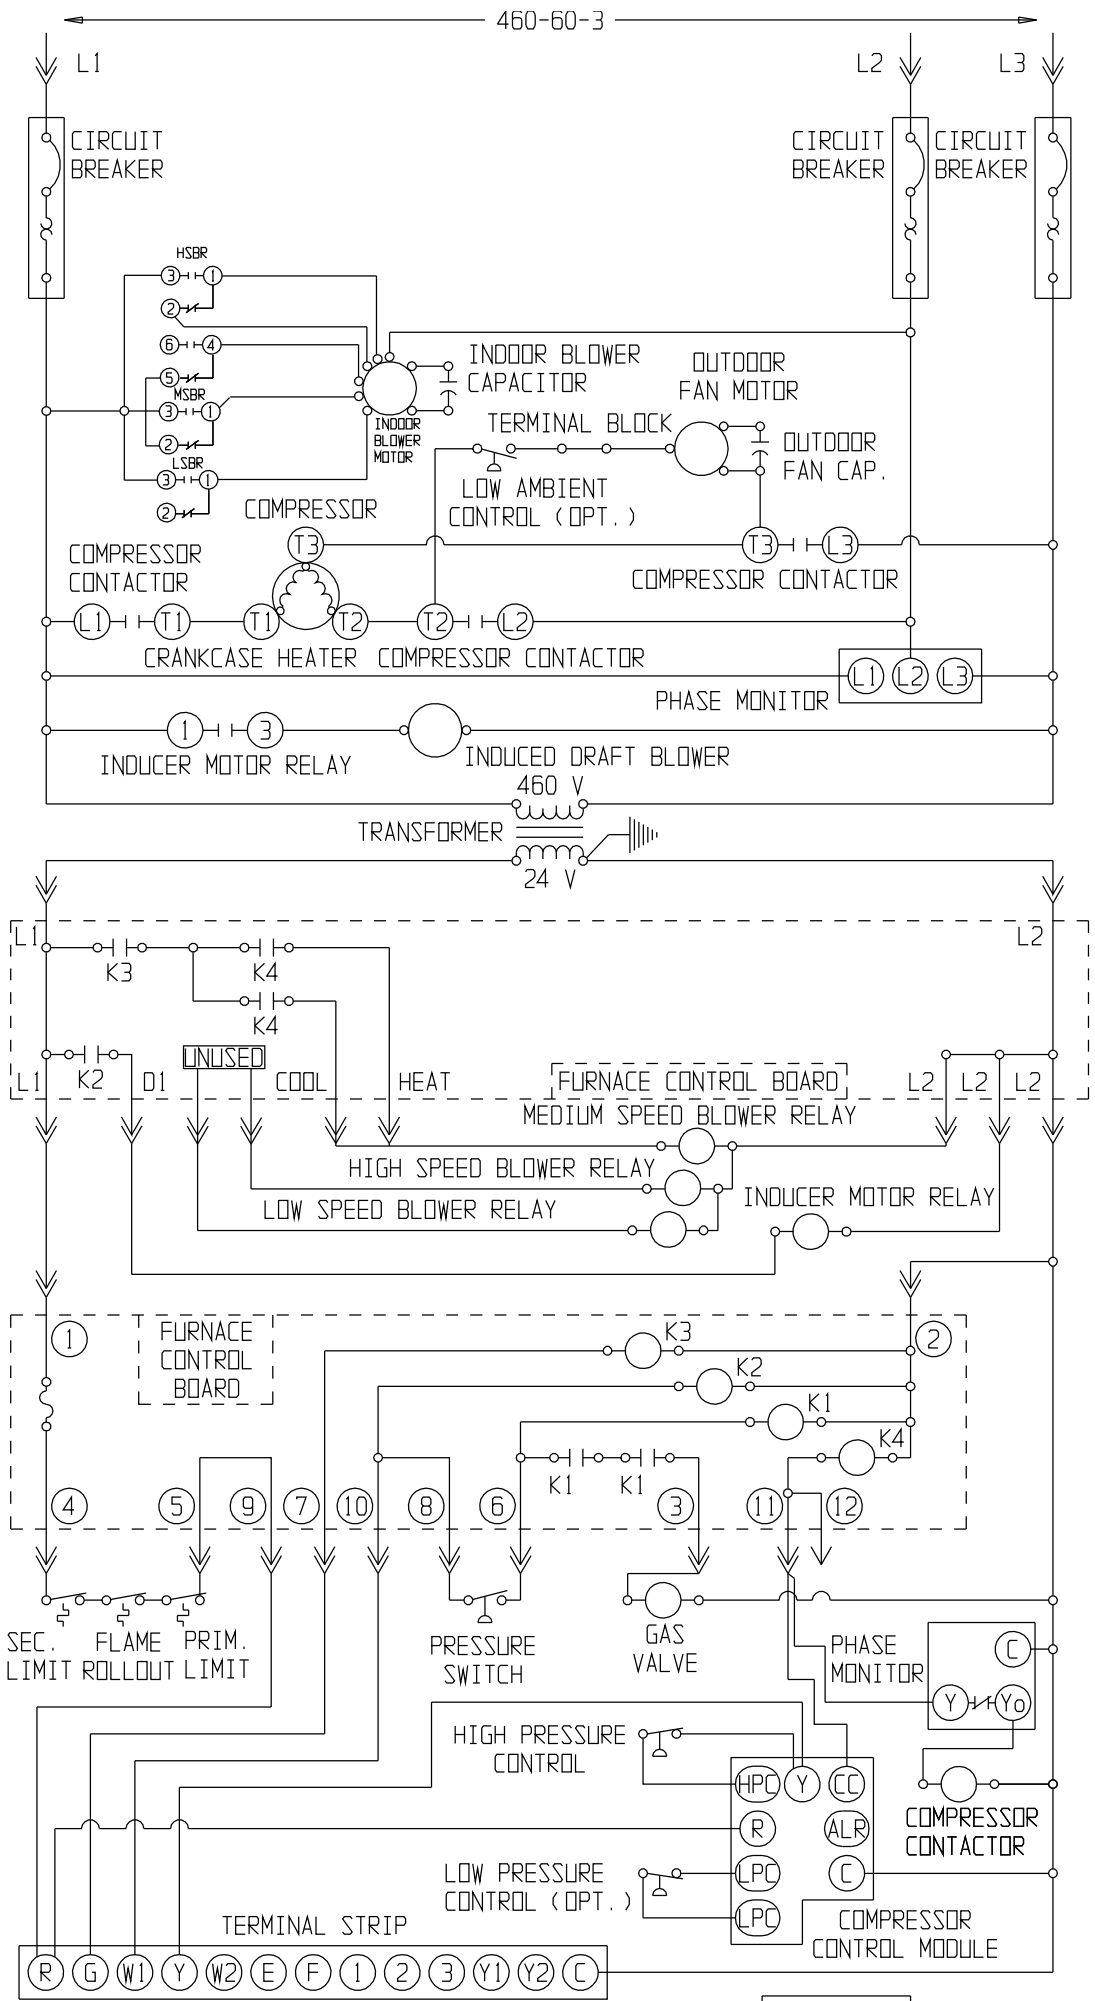 460-60-3
L1
L2
L3
CIRCUIT
BREAKER
CIRCUIT
BREAKER
CIRCUIT
BREAKER
HSBR
3
1
2
6
4
5
MSBR
3
1
2
LSBR
3
1
2
INDOOR BLOWER
CAPACITOR
INDOOR
BLOWER
MOTOR
OUTDOOR
FAN MOTOR
TERMINAL BLOCK
OUTDOOR
FAN CAP.
LOW AMBIENT
CONTROL (OPT.)
COMPRESSOR
COMPRESSOR
CONTACTOR
T3
T3
L3
COMPRESSOR CONTACTOR
L1
T1
T1
T2
T2
L2
CRANKCASE HEATER
COMPRESSOR CONTACTOR
L1
L2
L3
PHASE MONITOR
1
3
INDUCER MOTOR RELAY
INDUCED DRAFT BLOWER
460 V
TRANSFORMER
24 V
L1
L2
K3
K4
K4
K2
L1
D1
UNUSED
COOL
HEAT
FURNACE CONTROL BOARD
L2
L2
L2
MEDIUM SPEED BLOWER RELAY
HIGH SPEED BLOWER RELAY
LOW SPEED BLOWER RELAY
INDUCER MOTOR RELAY
1
FURNACE
CONTROL
BOARD
2
K3
K2
K1
K4
K1
K1
4
5
9
7
10
8
6
3
11
12
SEC.
LIMIT
FLAME
ROLLOUT
PRIM.
LIMIT
PRESSURE
SWITCH
GAS
VALVE
PHASE
MONITOR
C
Y
Yo
HIGH PRESSURE
CONTROL
HPC
Y
CC
R
ALR
LPC
C
LPC
COMPRESSOR
CONTACTOR
LOW PRESSURE
CONTROL (OPT.)
COMPRESSOR
CONTROL MODULE
TERMINAL STRIP
R G W1 Y W2 E F 1 2 3 Y1 Y2 C